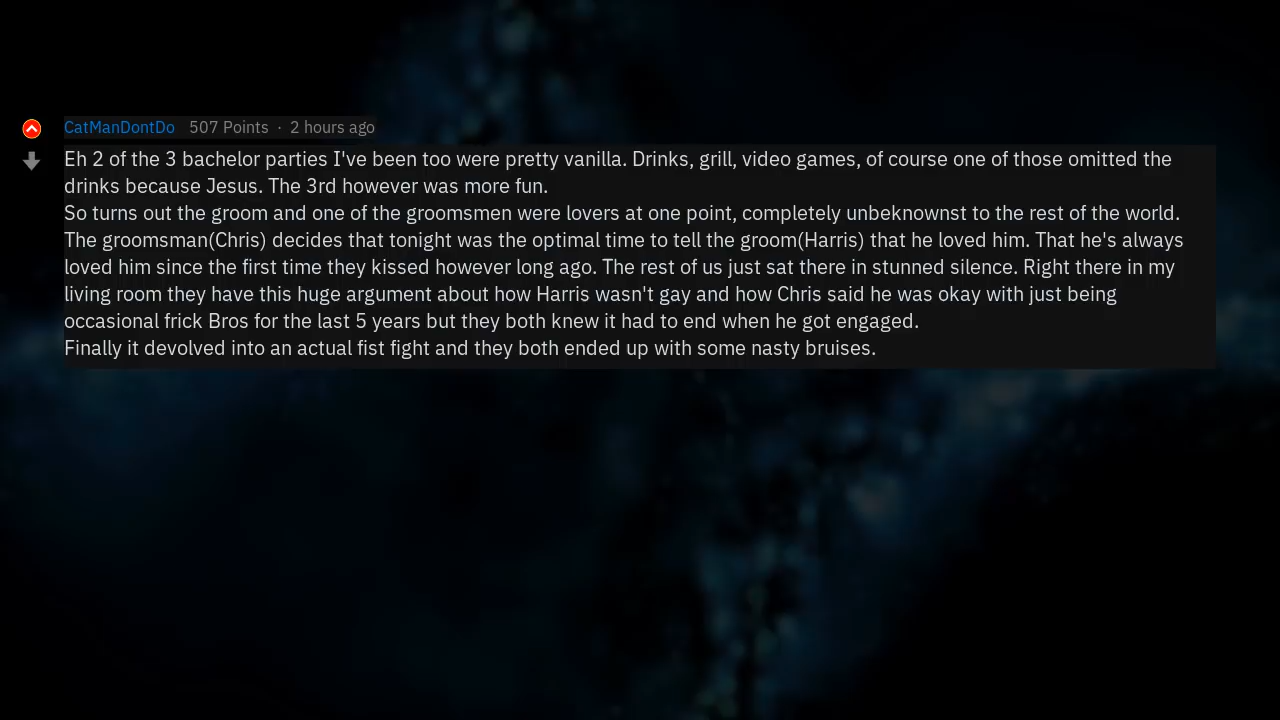 CatManDontDo 507 Points · 2 hours ago
Eh 2 of the 3 bachelor parties I've been too were pretty vanilla. Drinks, grill, video games, of course one of those omitted the
drinks because Jesus. The 3rd however was more fun.
So turns out the groom and one of the groomsmen were lovers at one point, completely unbeknownst to the rest of the world.
The groomsman(Chris) decides that tonight was the optimal time to tell the groom(Harris) that he loved him. That he's always
loved him since the first time they kissed however long ago. The rest of us just sat there in stunned silence. Right there in my
living room they have this huge argument about how Harris wasn't gay and how Chris said he was okay with just being
occasional frick Bros for the last 5 years but they both knew it had to end when he got engaged.
Finally it devolved into an actual fist fight and they both ended up with some nasty bruises.